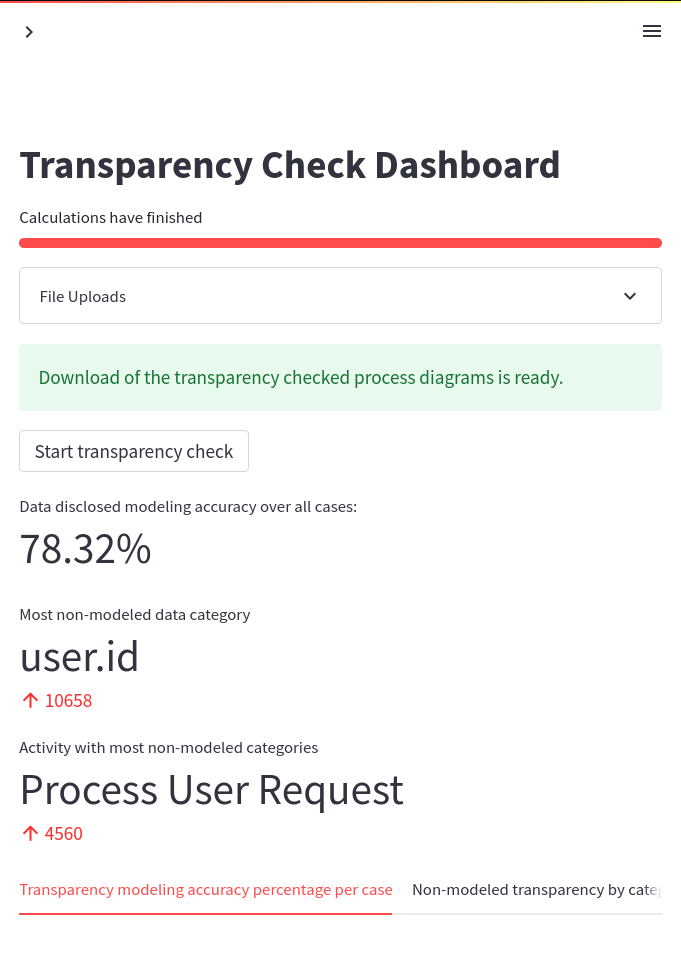 Transparency Check Dashboard
Calculations have finished
File Uploads
Download of the transparency checked process diagrams is ready.
Start transparency check
Data disclosed modeling accuracy over all cases:
78.32%
Most non-modeled data category
user.id
10658
Activity with most non-modeled categories
Process User Request
4560
Transparency modeling accuracy percentage per case
Non-modeled transparency by